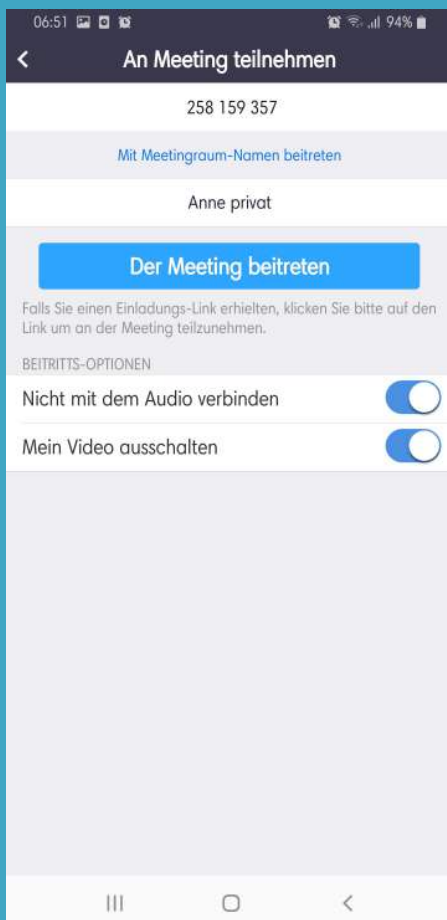 06:51 94%
An Meeting teilnehmen
258 159 357
Mit Meetingraum-Namen beitreten
Anne privat
Der Meeting beitreten
Falls Sie einen Einladungs-Link erhielten, klicken Sie bitte auf den
Link um an der Meeting teilzunehmen.
BEITRITTS-OPTIONEN
Nicht mit dem Audio verbinden
Mein Video ausschalten